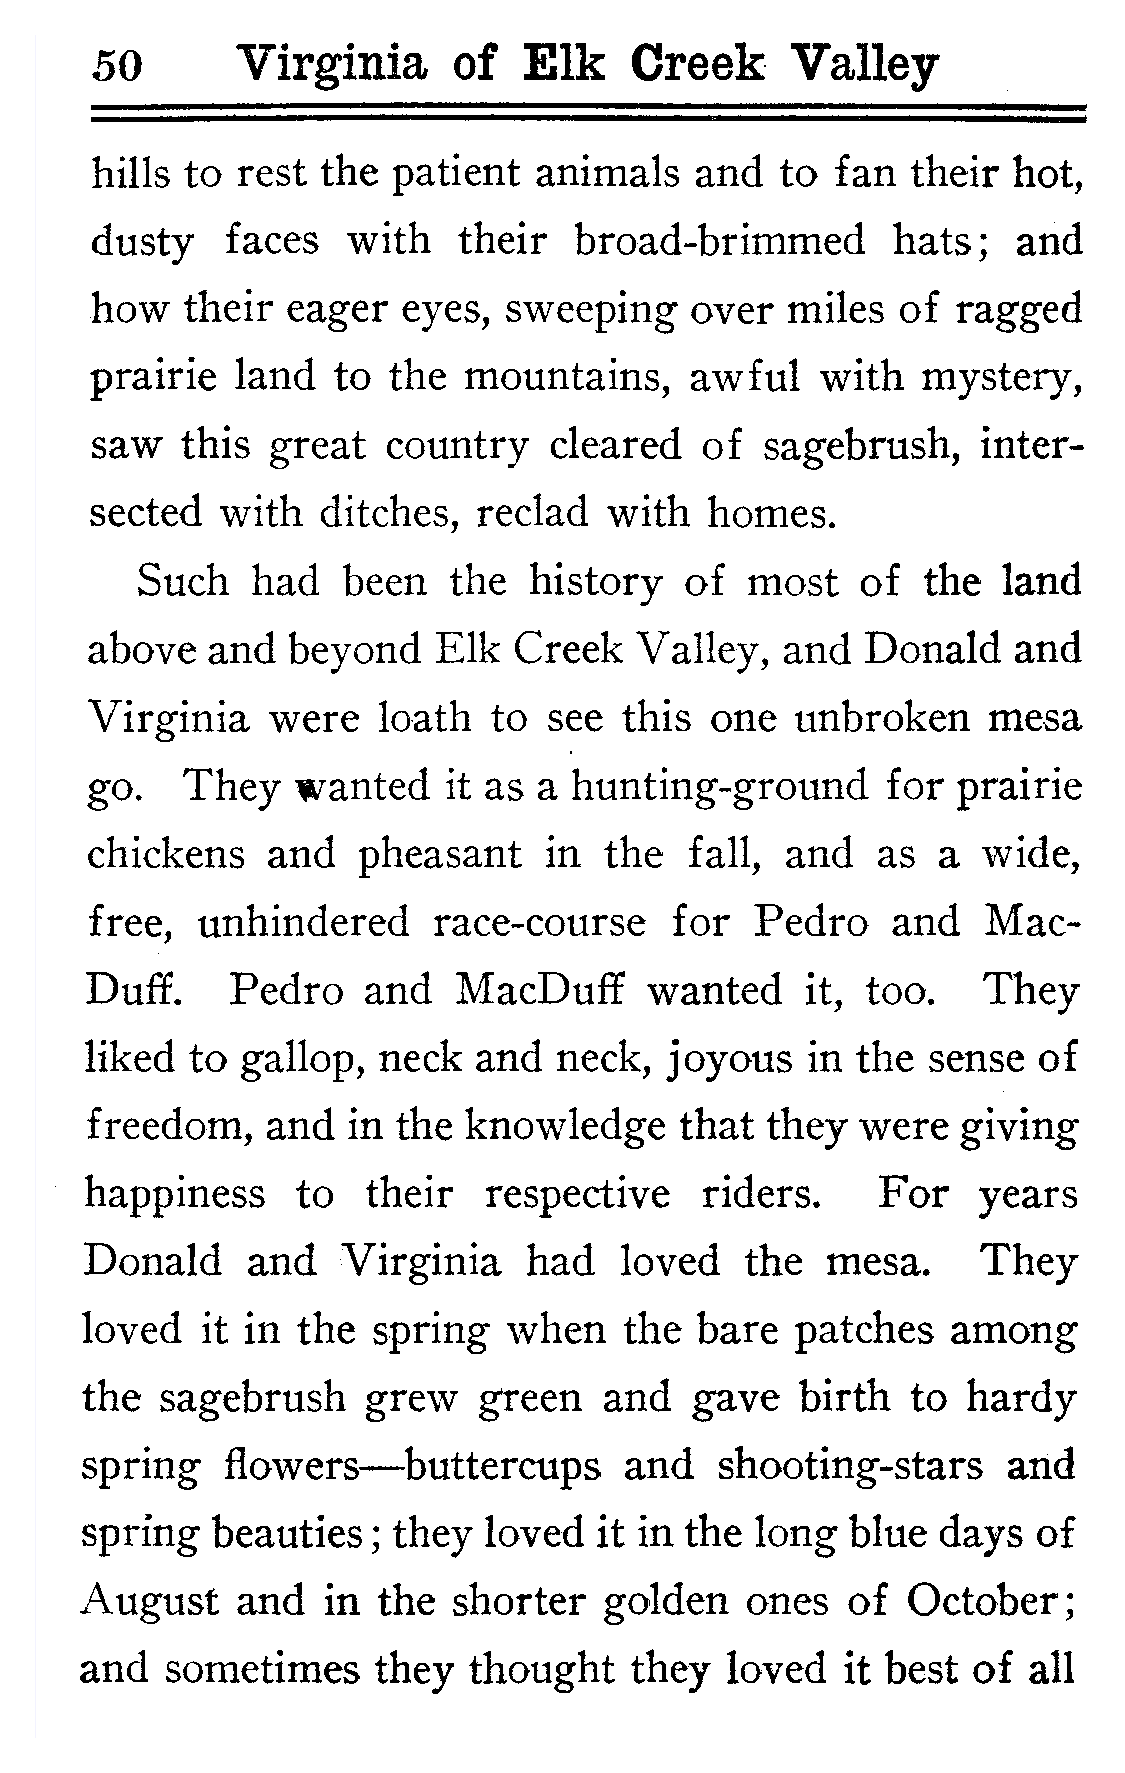 50 Virginia of Elk Creek Valley
hills to rest the patient animals and to fan their hot,
dusty faces with their broad-brimmed hats; and
how their eager eyes, sweeping over miles of ragged
prairie land to the mountains, awful with mystery,
saw this great country cleared of sagebrush, inter-
sected with ditches, reclad with homes.
Such had been the history of most of the land
above and beyond Elk Creek Valley, and Donald and
Virginia were loath to see this one unbroken mesa
go. They wanted it as a hunting-ground for prairie
chickens and pheasant in the fall, and as a wide,
free, unhindered race-course for Pedro and Mac-
Duff. Pedro and MacDuff wanted it, too. They
liked to gallop, neck and neck, joyous in the sense of
freedom, and in the knowledge that they were giving
happiness to their respective riders. For years
Donald and Virginia had loved the mesa. They
loved it in the spring when the bare patches among
the sagebrush grew green and gave birth to hardy
spring flowers—buttercups and shooting-stars and
spring beauties; they loved it in the long blue days of
August and in the shorter golden ones of October;
and sometimes they thought they loved it best of all